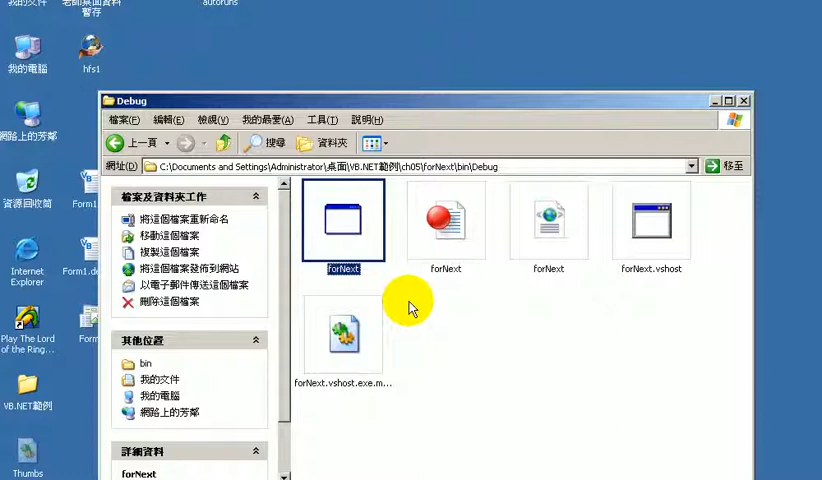 我的文件
老師桌面資料
暫存
autoruns
我的電腦
hfs1
網路上的芳鄰
資源回收筒
Form1
Internet
Explorer
Form1.de
Play The Lord
of the Ring...
Form
VB.NET範例
Thumbs
Debug
檔案(F)
編輯(E)
檢視(V)
我的最愛(A)
工具(T)
說明(H)
上一頁
搜尋
資料夾
網址(D)
C:\Documents and Settings\Administrator\桌面\VB.NET範例\ch05\forNext\bin\Debug
移至
檔案及資料夾工作
將這個檔案重新命名
移動這個檔案
複製這個檔案
將這個檔案發佈到網站
以電子郵件傳送這個檔案
刪除這個檔案
其他位置
bin
我的文件
我的電腦
網路上的芳鄰
詳細資料
forNext
forNext
forNext
forNext
forNext.vshost
forNext.vshost.exe.m...